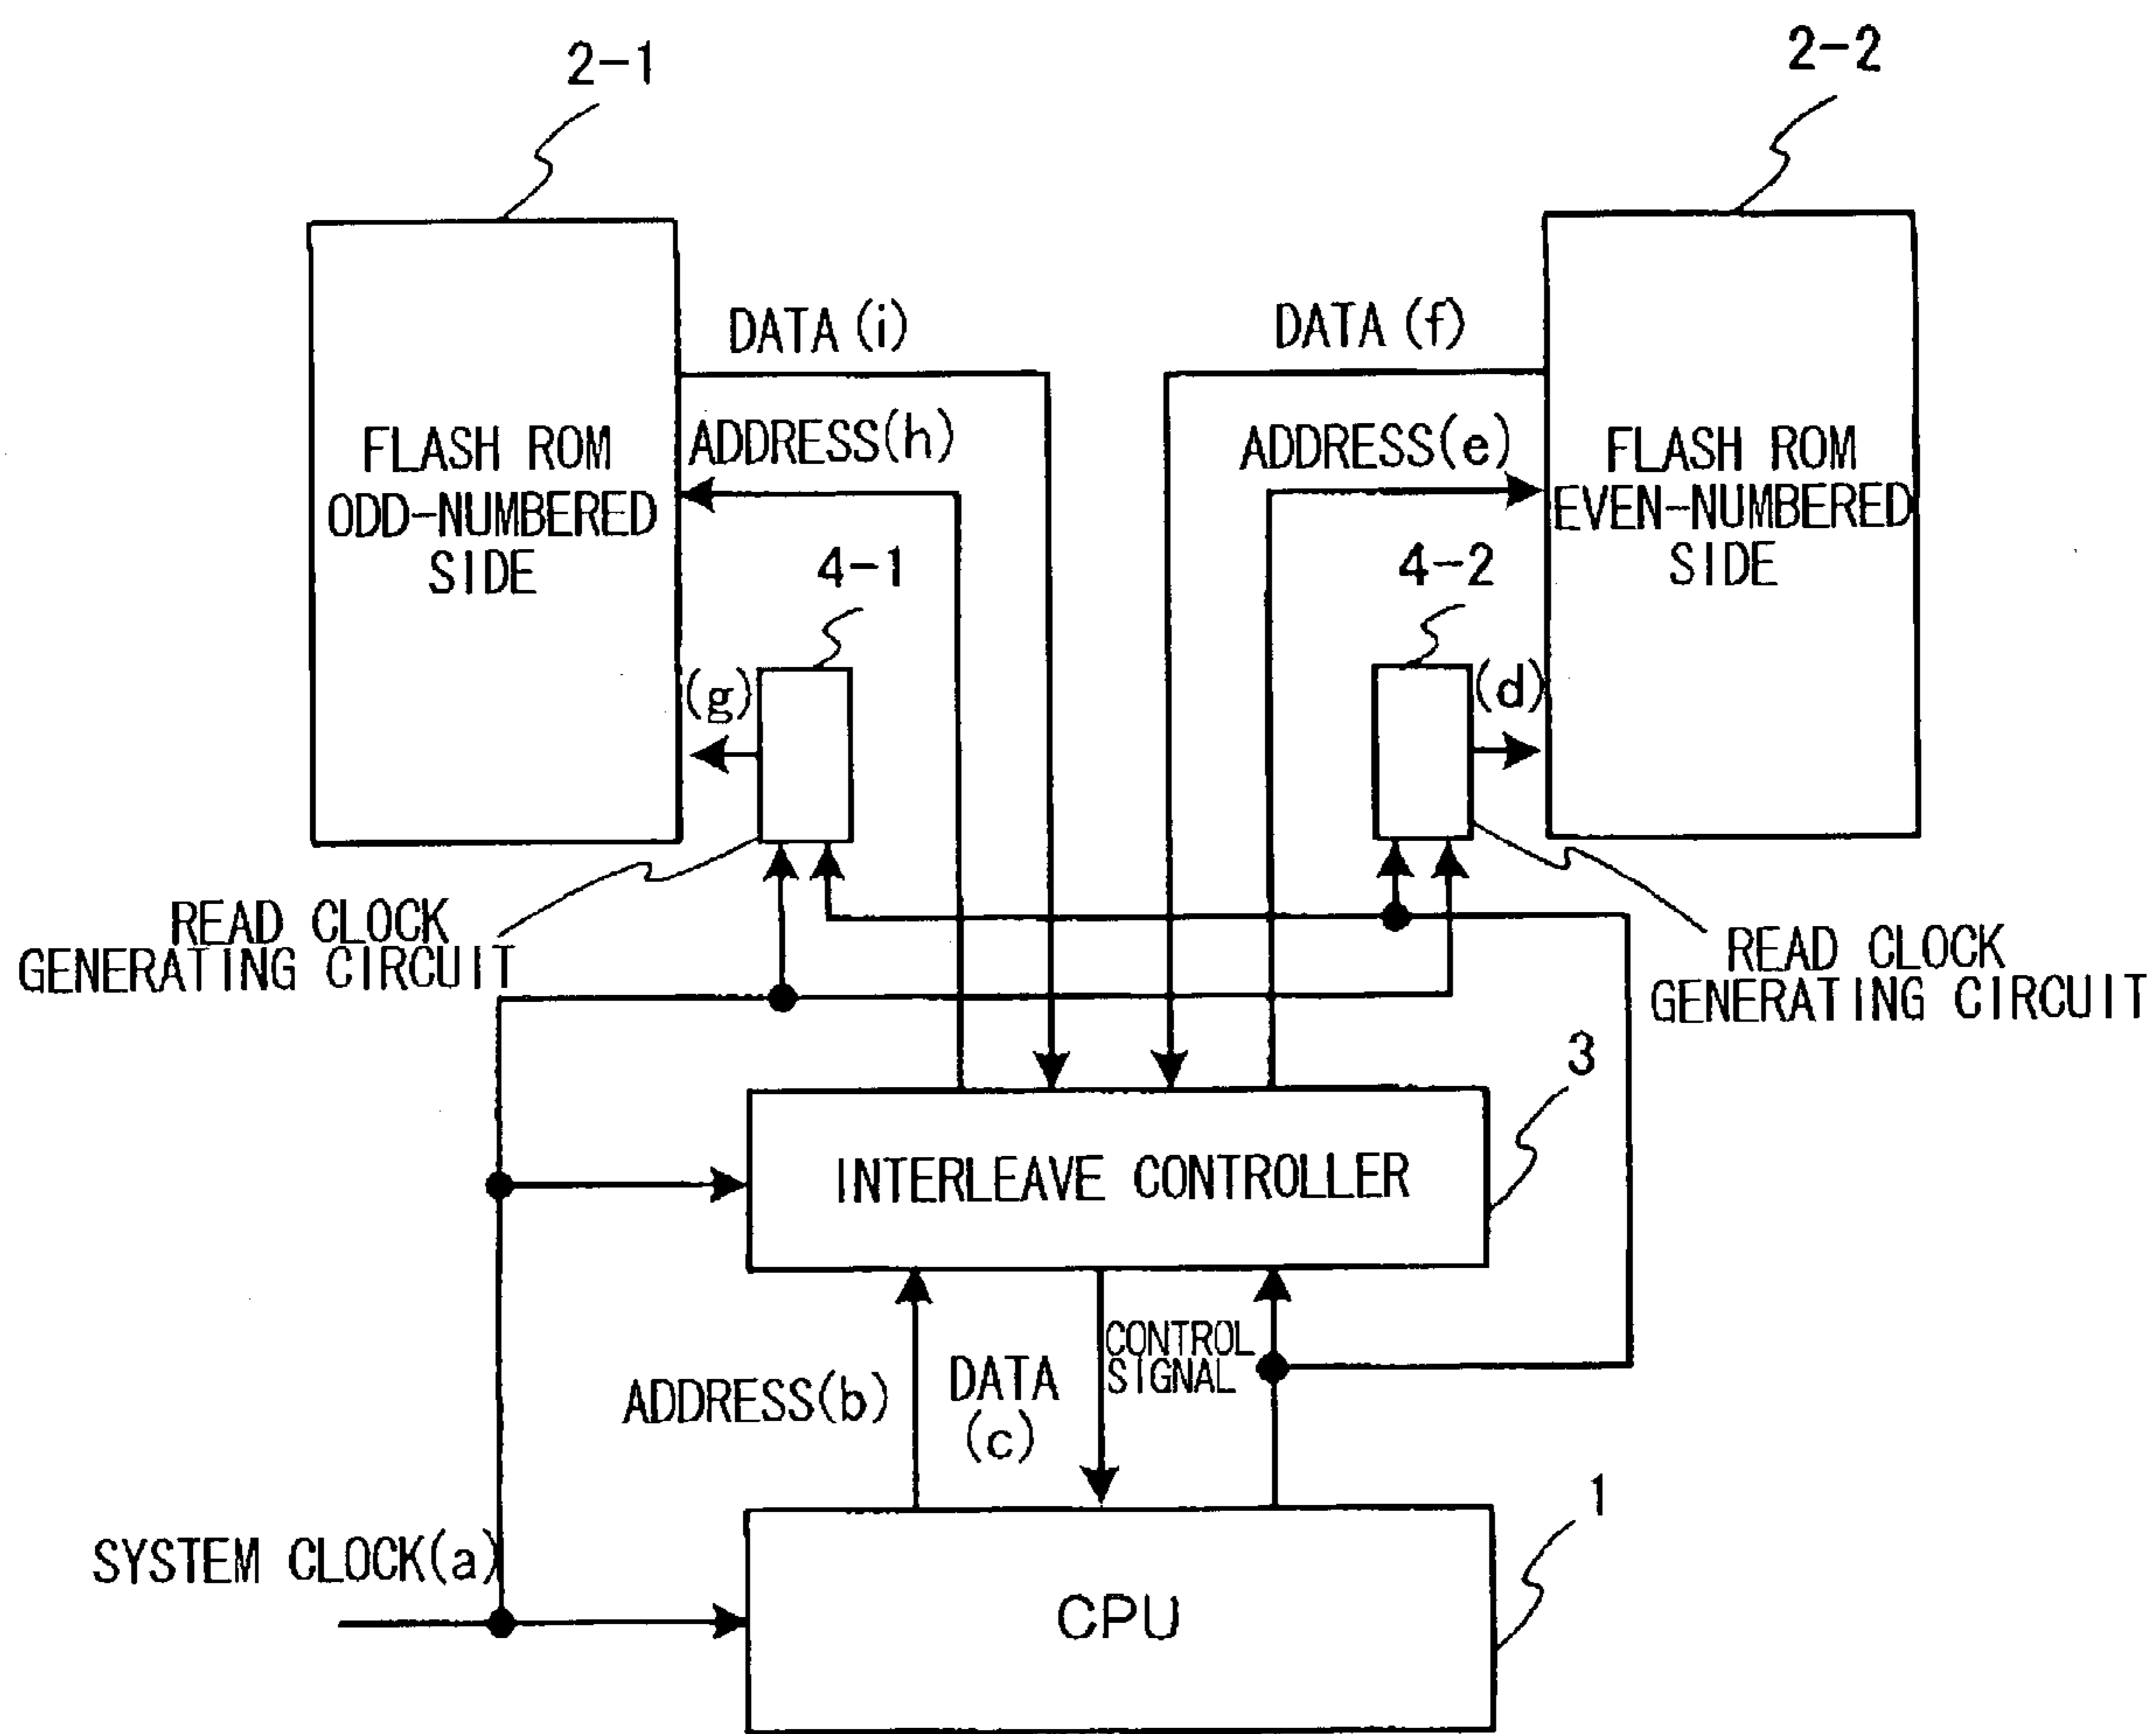 2-1
2-2
DATA(i)
DATA(f)
FLASH ROM
ODD-NUMBERED
SIDE
ADDRESS(h)
ADDRESS(e)
FLASH ROM
EVEN-NUMBERED
SIDE
4-1
4-2
(g)
(d)
READ CLOCK
GENERATING CIRCUIT
READ CLOCK
GENERATING CIRCUIT
3
INTERLEAVE CONTROLLER
ADDRESS(b)
DATA
(c)
CONTROL
SIGNAL
1
SYSTEM CLOCK(a)
CPU